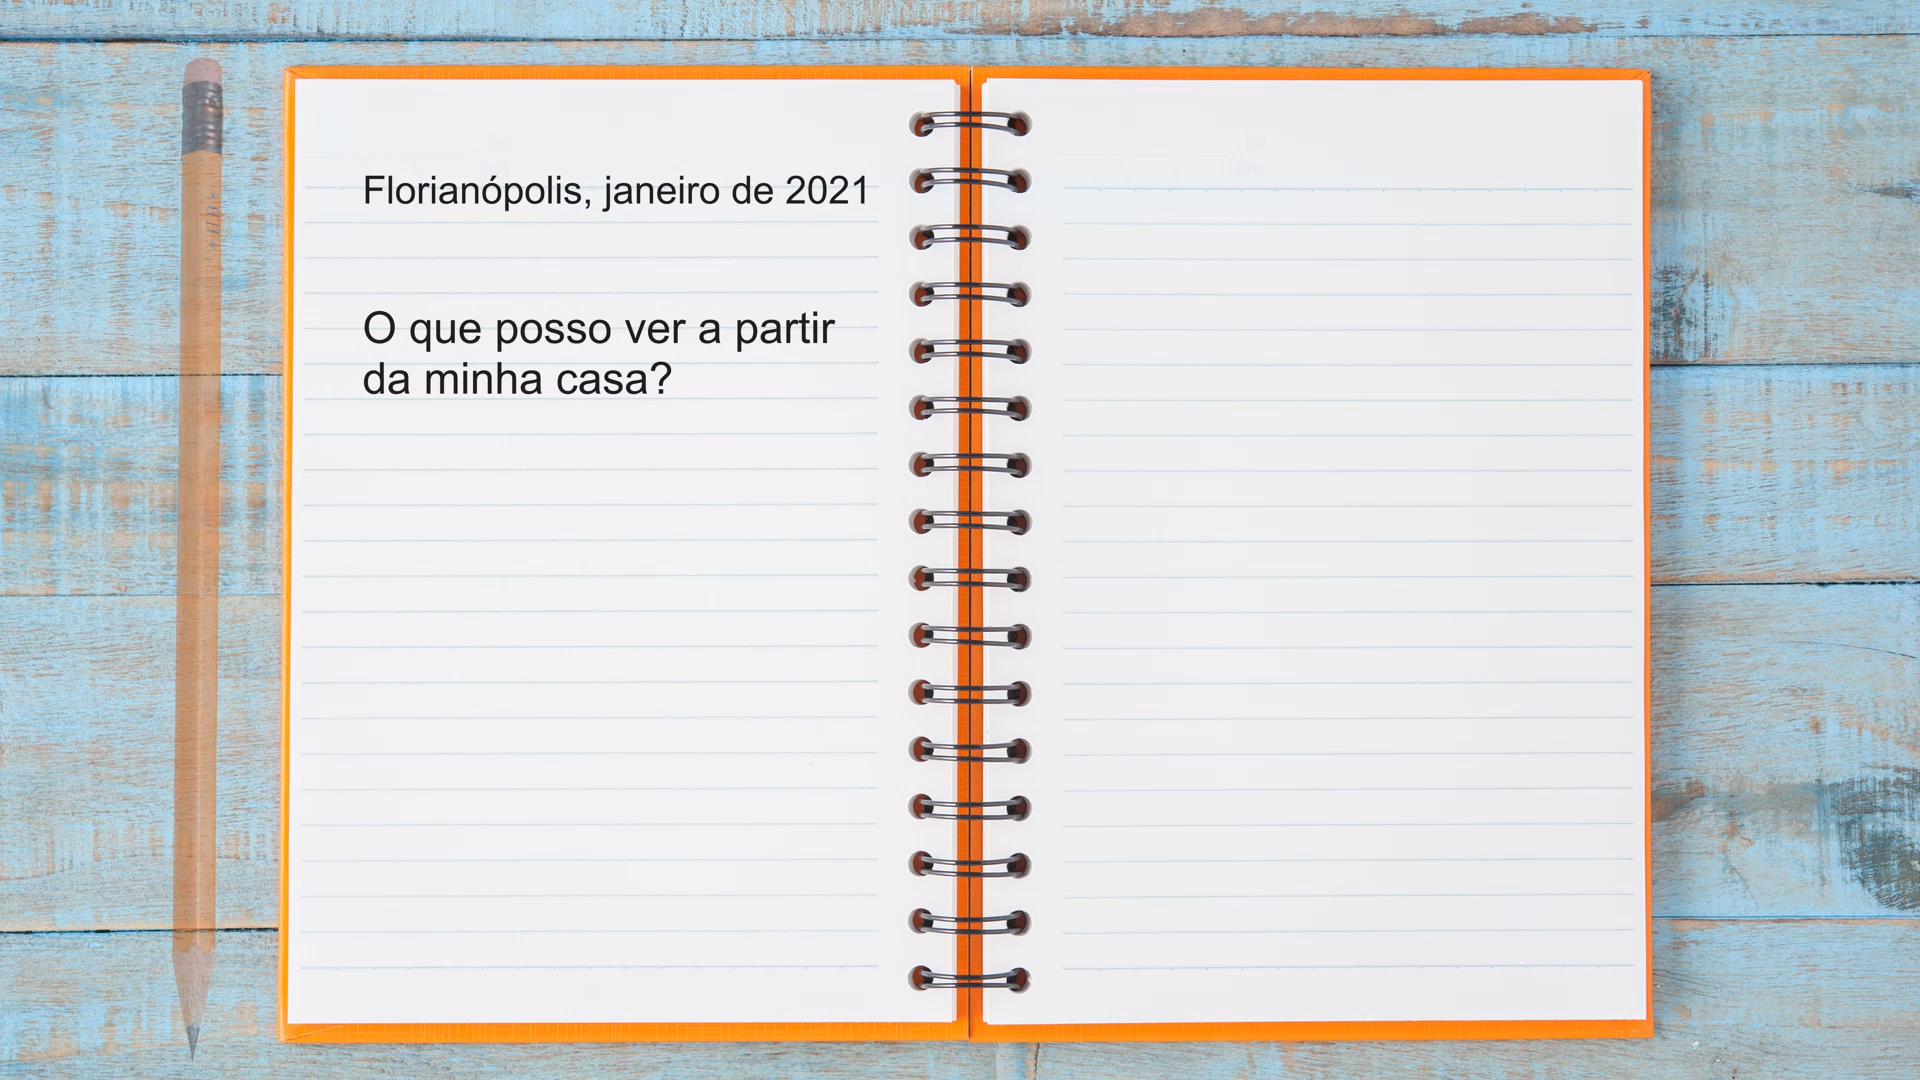 Florianópolis, janeiro de 2021
O que posso ver a partir
da minha casa?